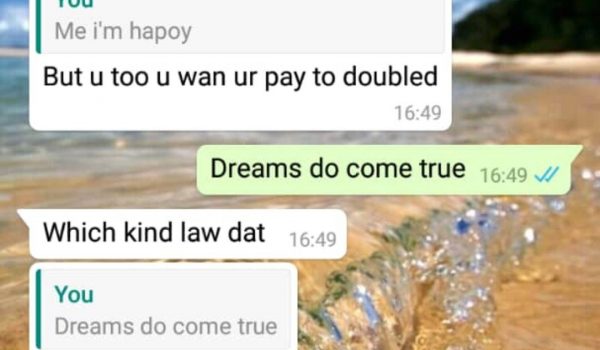 You
Me i'm hapoy
But u too u wan ur pay to doubled
16:49
Dreams do come true 16:49
Which kind law dat 16:49
You
Dreams do come true